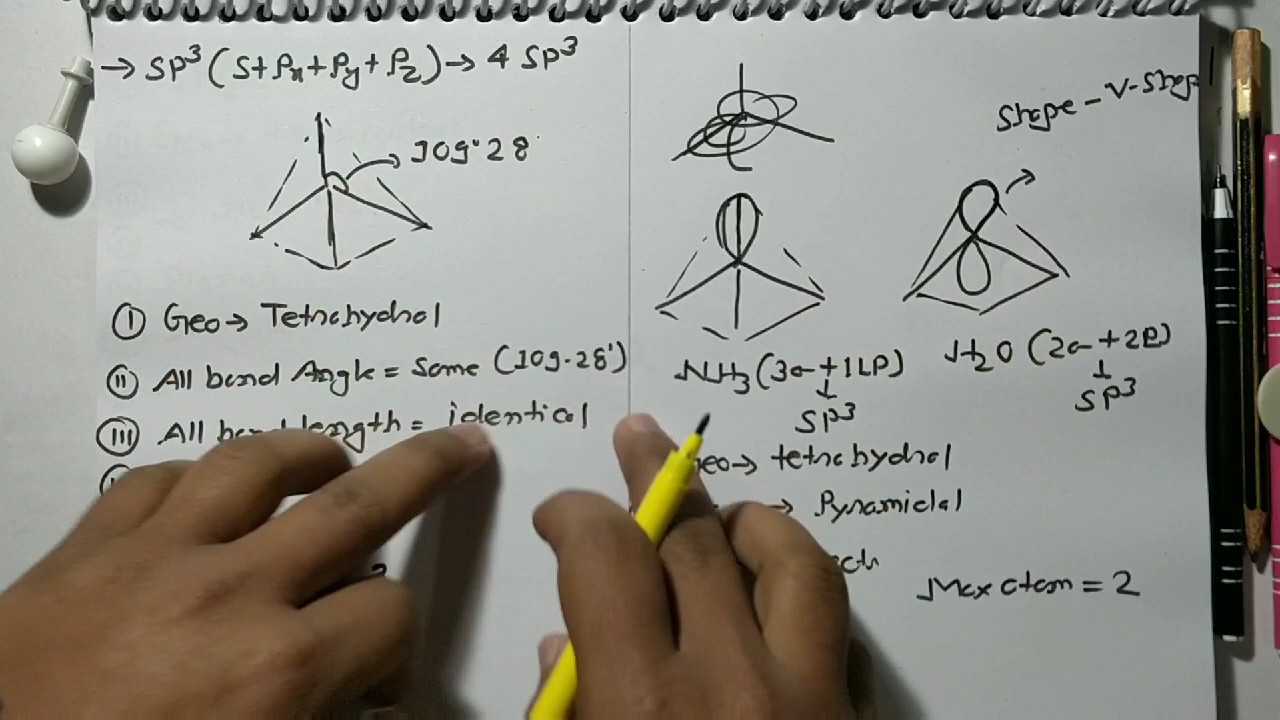 → SP³ (S+Px+Py+Pz) → 4 SP³
109°28'
I Geo → Tetrahydral
II All bond Angle = Same (109.28')
III All bond length = identical
Shape - V-Shape
NH₃ (3σ+1LP)
↓
SP³
H₂O (2σ+2LP)
↓
SP³
Geo → tetrahydral
→ Pyramidal
Max atom = 2